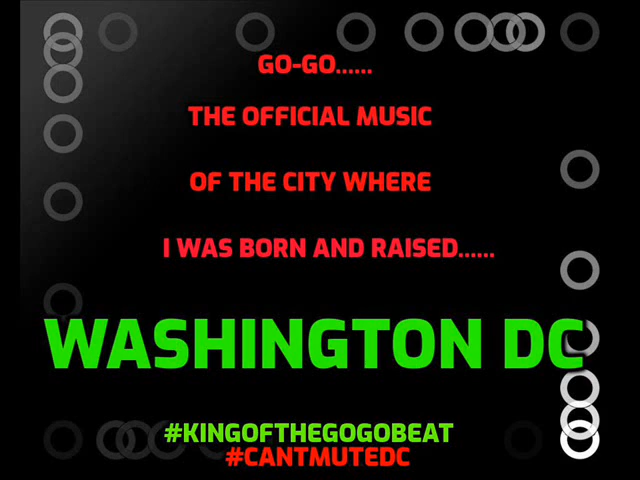 GO-GO......
THE OFFICIAL MUSIC
OF THE CITY WHERE
I WAS BORN AND RAISED......
WASHINGTON DC
#KINGOFTHEGOGOBEAT
#CANTMUTEDC